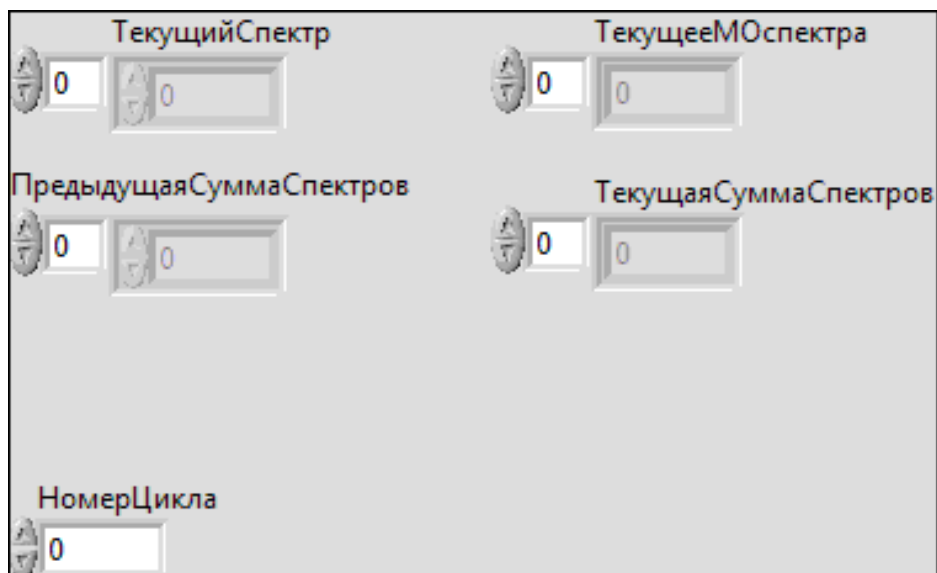 ТекущийСпектр ТекущееМОспектра
0 0 0 0
ПредыдущаяСуммаСпектров ТекущаяСуммаСпектров
0 0 0 0
НомерЦикла
0